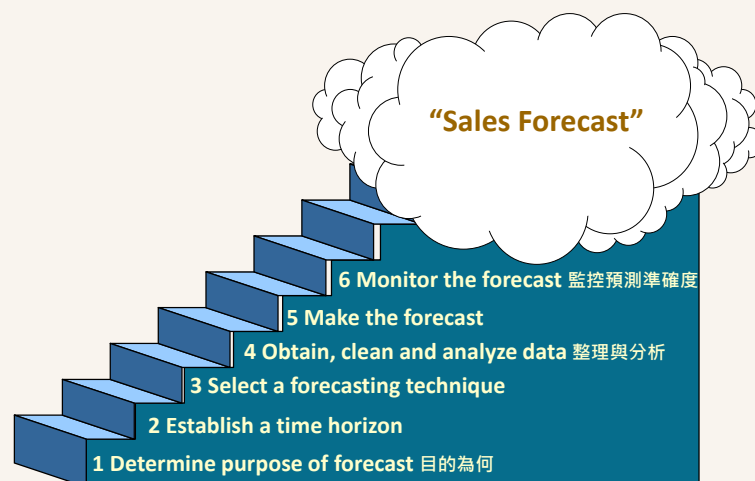 “Sales Forecast”
6 Monitor the forecast 監控預測準確度
5 Make the forecast
4 Obtain, clean and analyze data 整理與分析
3 Select a forecasting technique
2 Establish a time horizon
1 Determine purpose of forecast 目的為何